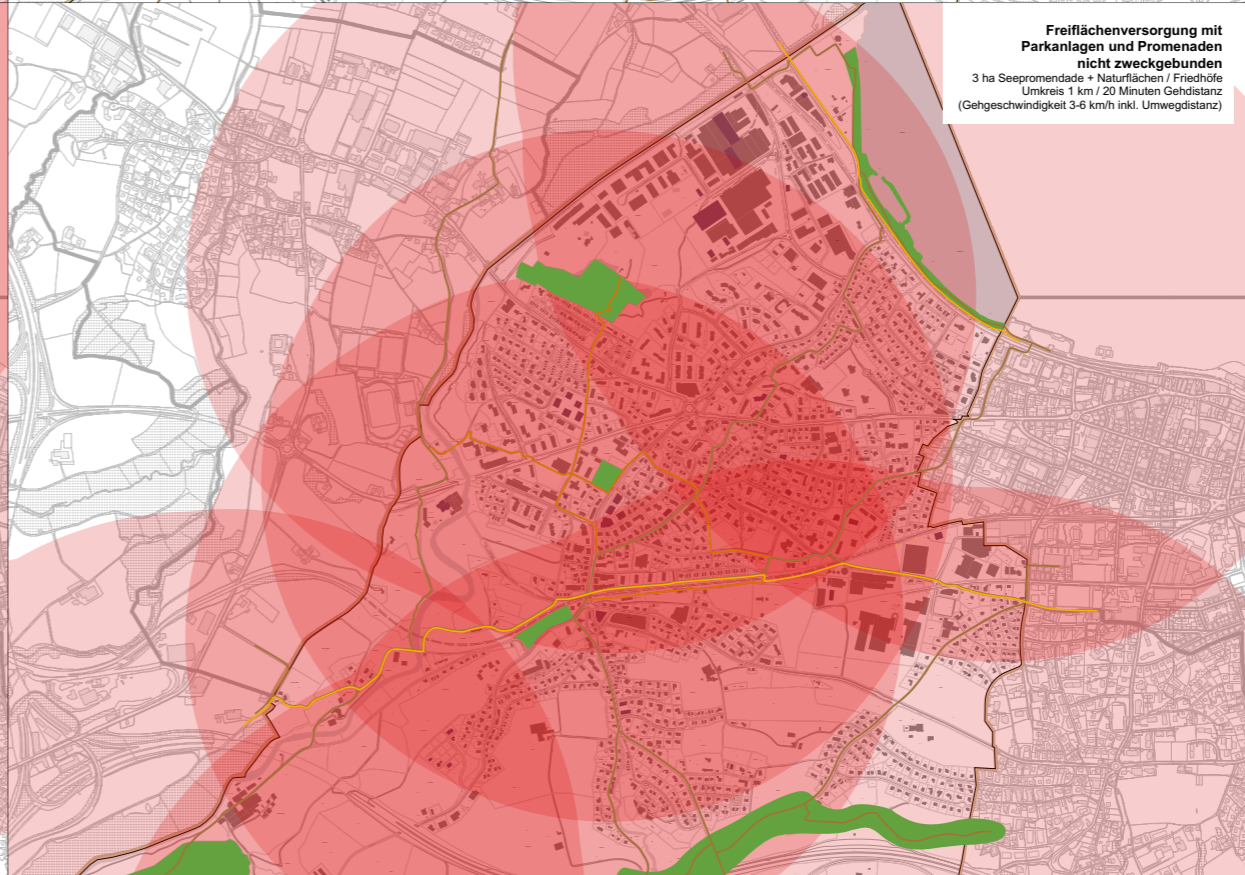 Freiflächenversorgung mit
Parkanlagen und Promenaden
nicht zweckgebunden
3 ha Seepromendade + Naturflächen / Friedhöfe
Umkreis 1 km / 20 Minuten Gehdistanz
(Gehgeschwindigkeit 3-6 km/h inkl. Umwegdistanz)